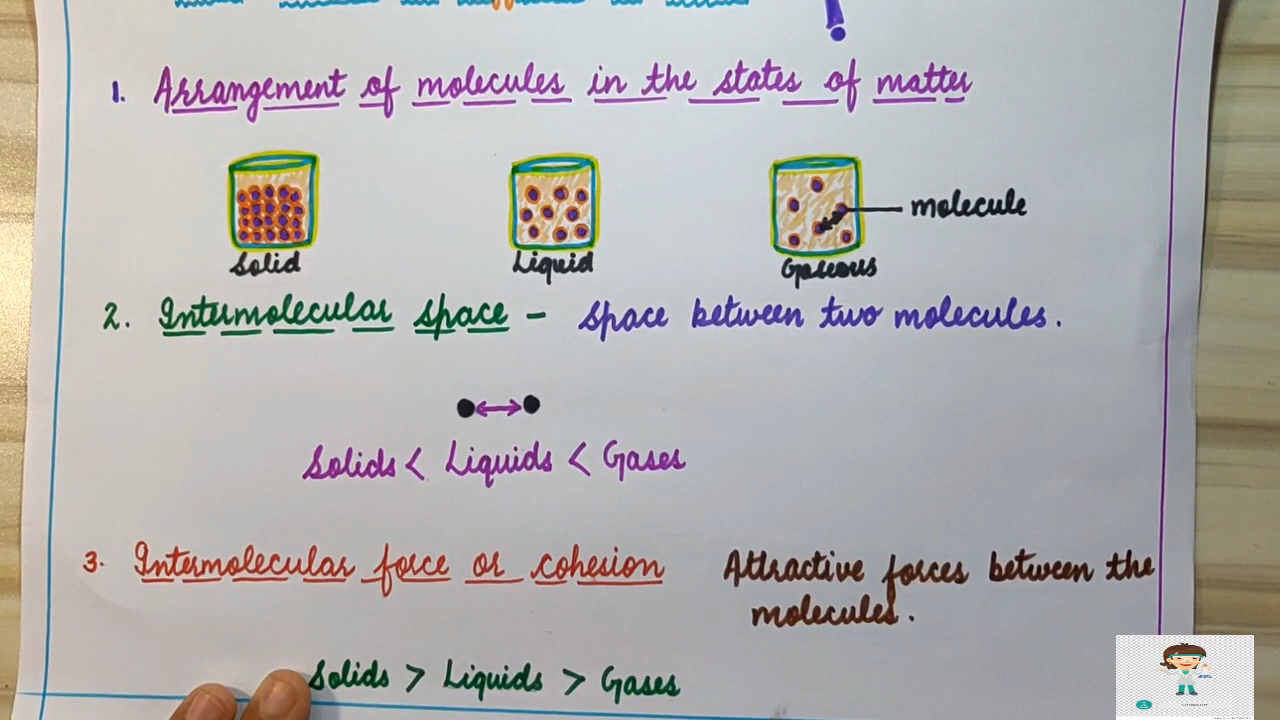 1. Arrangement of molecules in the states of matter
molecule
Solid Liquid Gaseous
2. Intermolecular space - Space between two molecules.
Solids < Liquids < Gases
3. Intermolecular force or cohesion Attractive forces between the
molecules.
Solids > Liquids > Gases